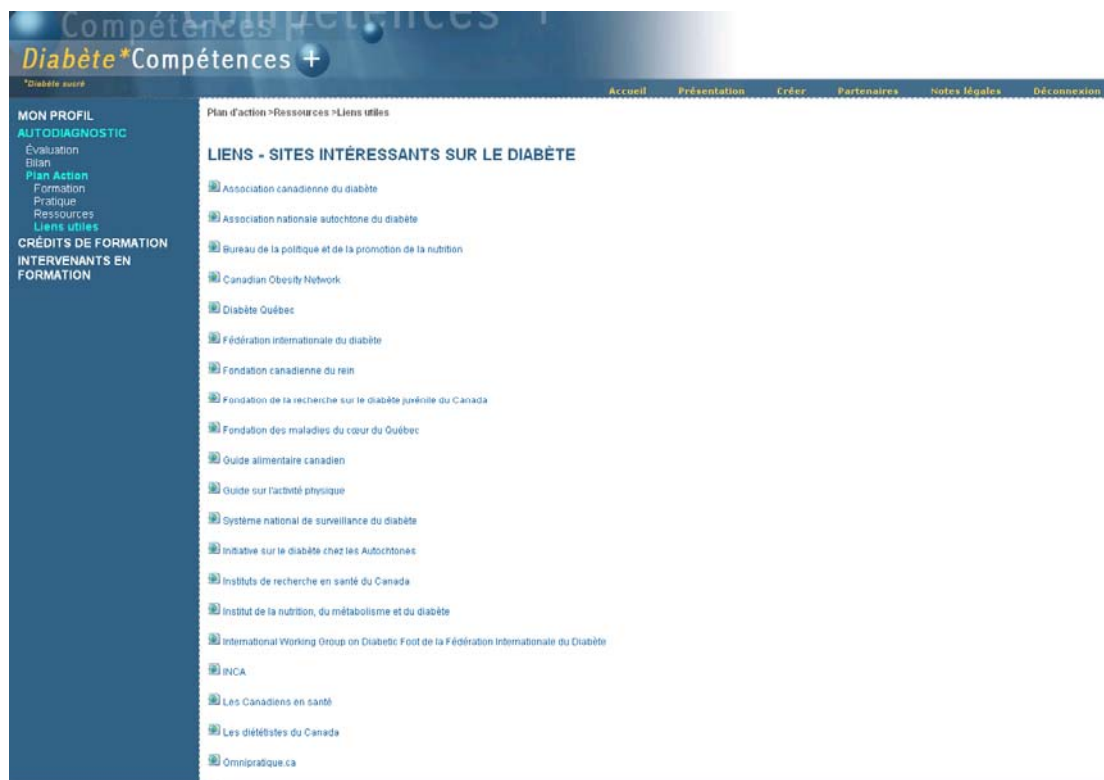 Compétences +
Compétences +
Diabète*Compétences +
*Diabète sucré
Accueil Présentation Créer Partenaires Notes légales Déconnexion
MON PROFIL
AUTODIAGNOSTIC
Évaluation
Bilan
Plan Action
Formation
Pratique
Ressources
Liens utiles
CRÉDITS DE FORMATION
INTERVENANTS EN
FORMATION
Plan d'action >Ressources >Liens utiles
LIENS - SITES INTÉRESSANTS SUR LE DIABÈTE
Association canadienne du diabète
Association nationale autochtone du diabète
Bureau de la politique et de la promotion de la nutrition
Canadian Obesity Network
Diabète Québec
Fédération internationale du diabète
Fondation canadienne du rein
Fondation de la recherche sur le diabète juvénile du Canada
Fondation des maladies du cœur du Québec
Guide alimentaire canadien
Guide sur l'activité physique
Système national de surveillance du diabète
Initiative sur le diabète chez les Autochtones
Instituts de recherche en santé du Canada
Institut de la nutrition, du métabolisme et du diabète
International Working Group on Diabetic Foot de la Fédération Internationale du Diabète
INCA
Les Canadiens en santé
Les diététistes du Canada
Omnipratique.ca